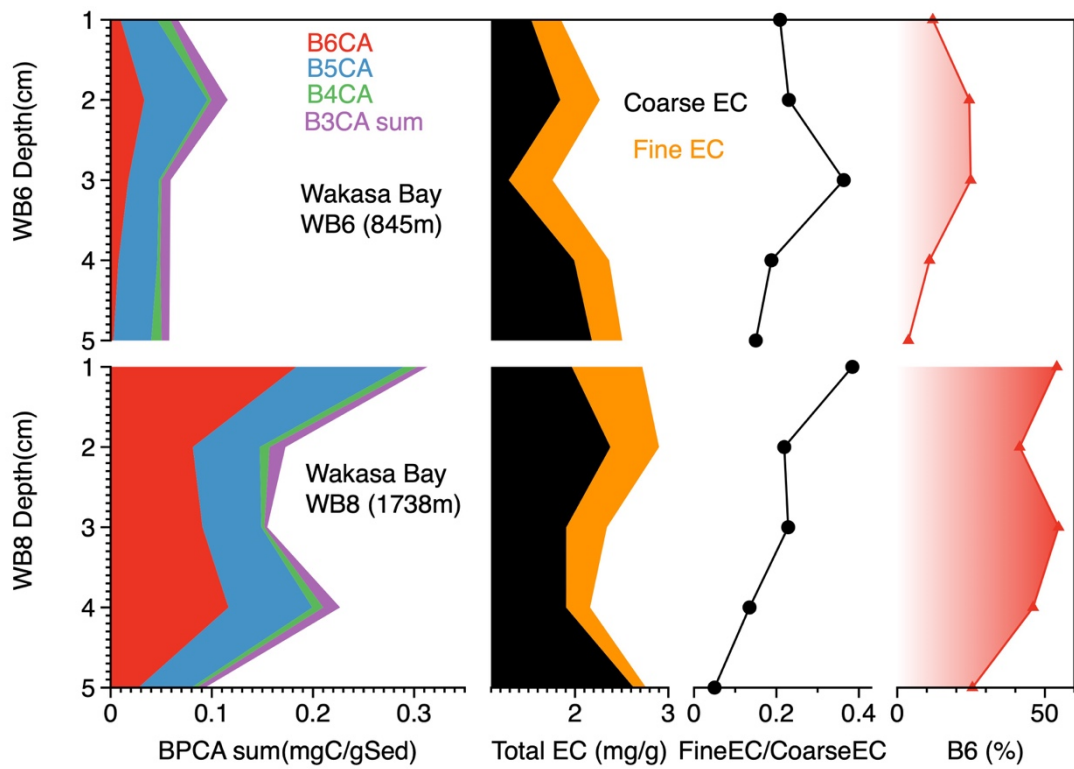 WB6 Depth(cm)
1
2
3
4
5
B6CA
B5CA
B4CA
B3CA sum
Wakasa Bay
WB6 (845m)
Coarse EC
Fine EC
WB8 Depth(cm)
1
2
3
4
5
Wakasa Bay
WB8 (1738m)
0 0.1 0.2 0.3
BPCA sum(mgC/gSed)
2 3
Total EC (mg/g)
0 0.2 0.4
FineEC/CoarseEC
0 50
B6 (%)